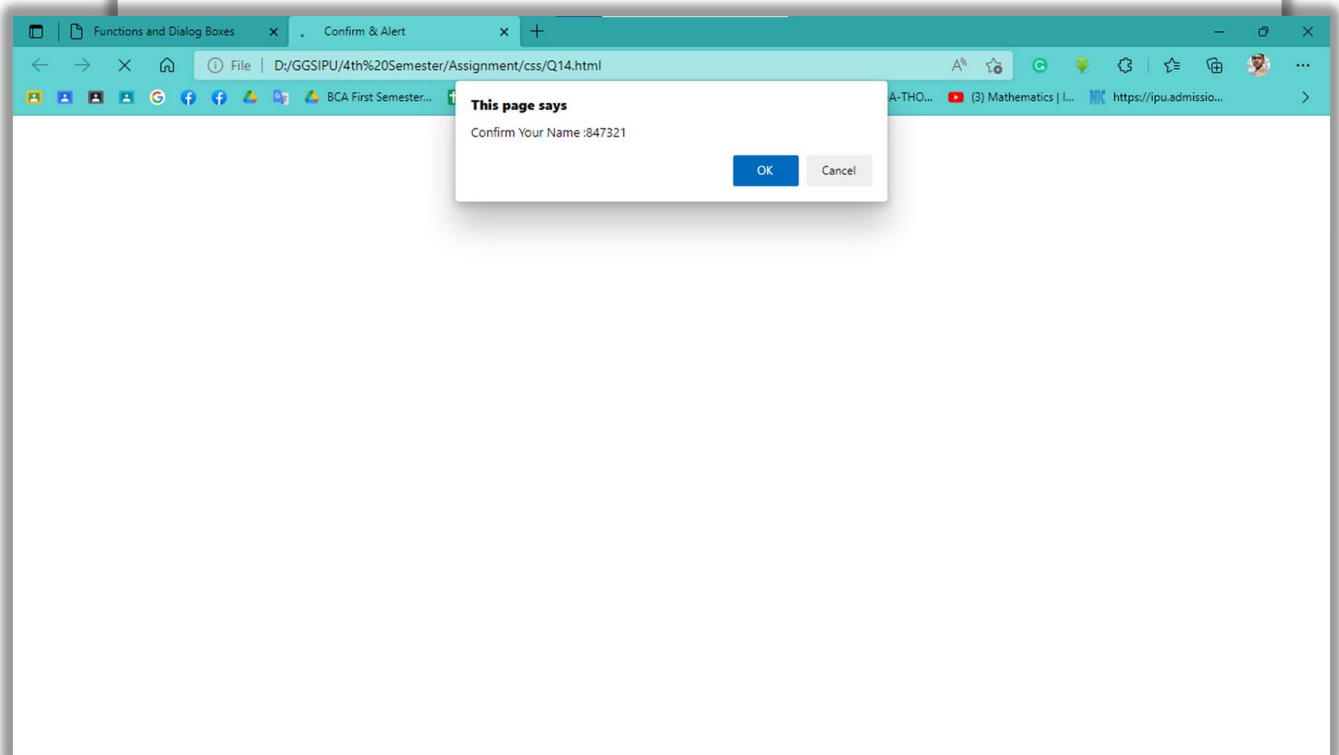 Functions and Dialog Boxes
Confirm & Alert
File | D:/GGSIPU/4th%20Semester/Assignment/css/Q14.html
BCA First Semester...
A-THO...
(3) Mathematics | I...
NIC https://ipu.admissio...
This page says
Confirm Your Name :847321
OK Cancel